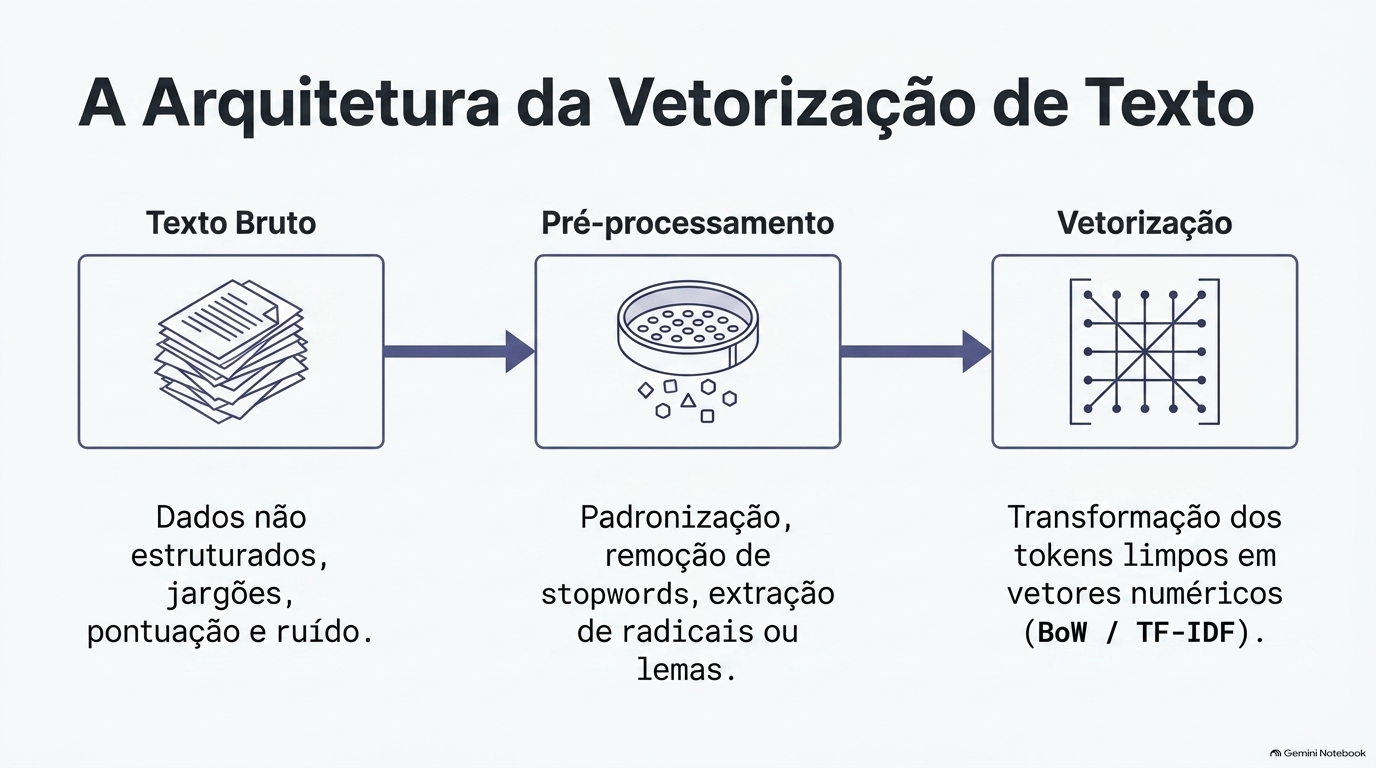 A Arquitetura da Vetorização de Texto
Texto Bruto
Dados não
estruturados,
jargões,
pontuação e ruído.
Pré-processamento
Padronização,
remoção de
stopwords, extração
de radicais ou
lemas.
Vetorização
Transformação dos
tokens limpos em
vetores numéricos
(BoW / TF-IDF).
Gemini Notebook